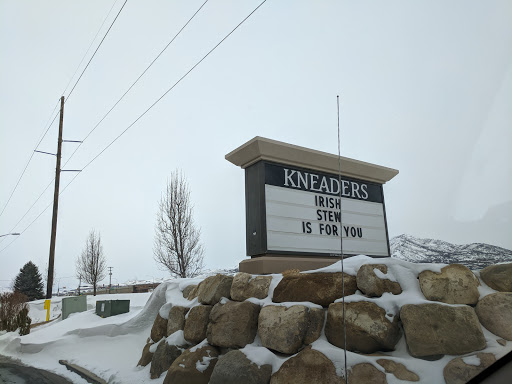 KNEADERS
IRISH
STEW
IS FOR YOU